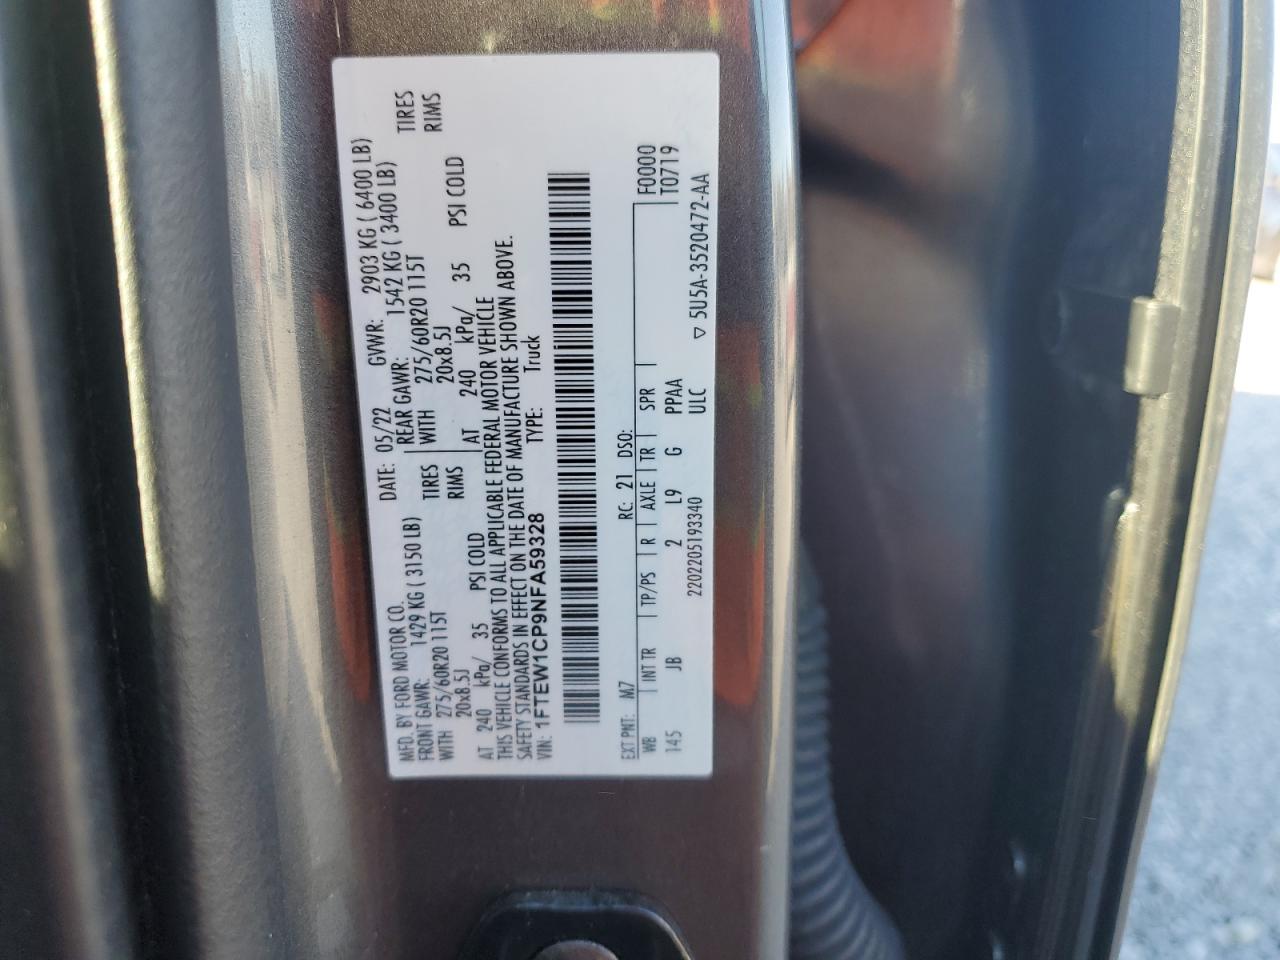 MFD. BY FORD MOTOR CO. DATE: 05/22 GVWR: 2903 KG ( 6400 LB)
FRONT GAWR: 1429 KG ( 3150 LB) REAR GAWR: 1542 KG ( 3400 LB)
WITH 275/60R20 115T TIRES WITH 275/60R20 115T TIRES
20x8.5J RIMS 20x8.5J RIMS
AT 240 kPa/ 35 PSI COLD AT 240 kPa/ 35 PSI COLD
THIS VEHICLE CONFORMS TO ALL APPLICABLE FEDERAL MOTOR VEHICLE
SAFETY STANDARDS IN EFFECT ON THE DATE OF MANUFACTURE SHOWN ABOVE.
VIN: 1FTEW1CP9NFA59328 TYPE: Truck
EXT PNT: M7 RC: 21 DSO: F0000
WB INT TR TP/PS R AXLE TR SPR T0719
145 JB 2 L9 G PPAA
ULC
2202205193340 ▽ 5U5A-3520472-AA